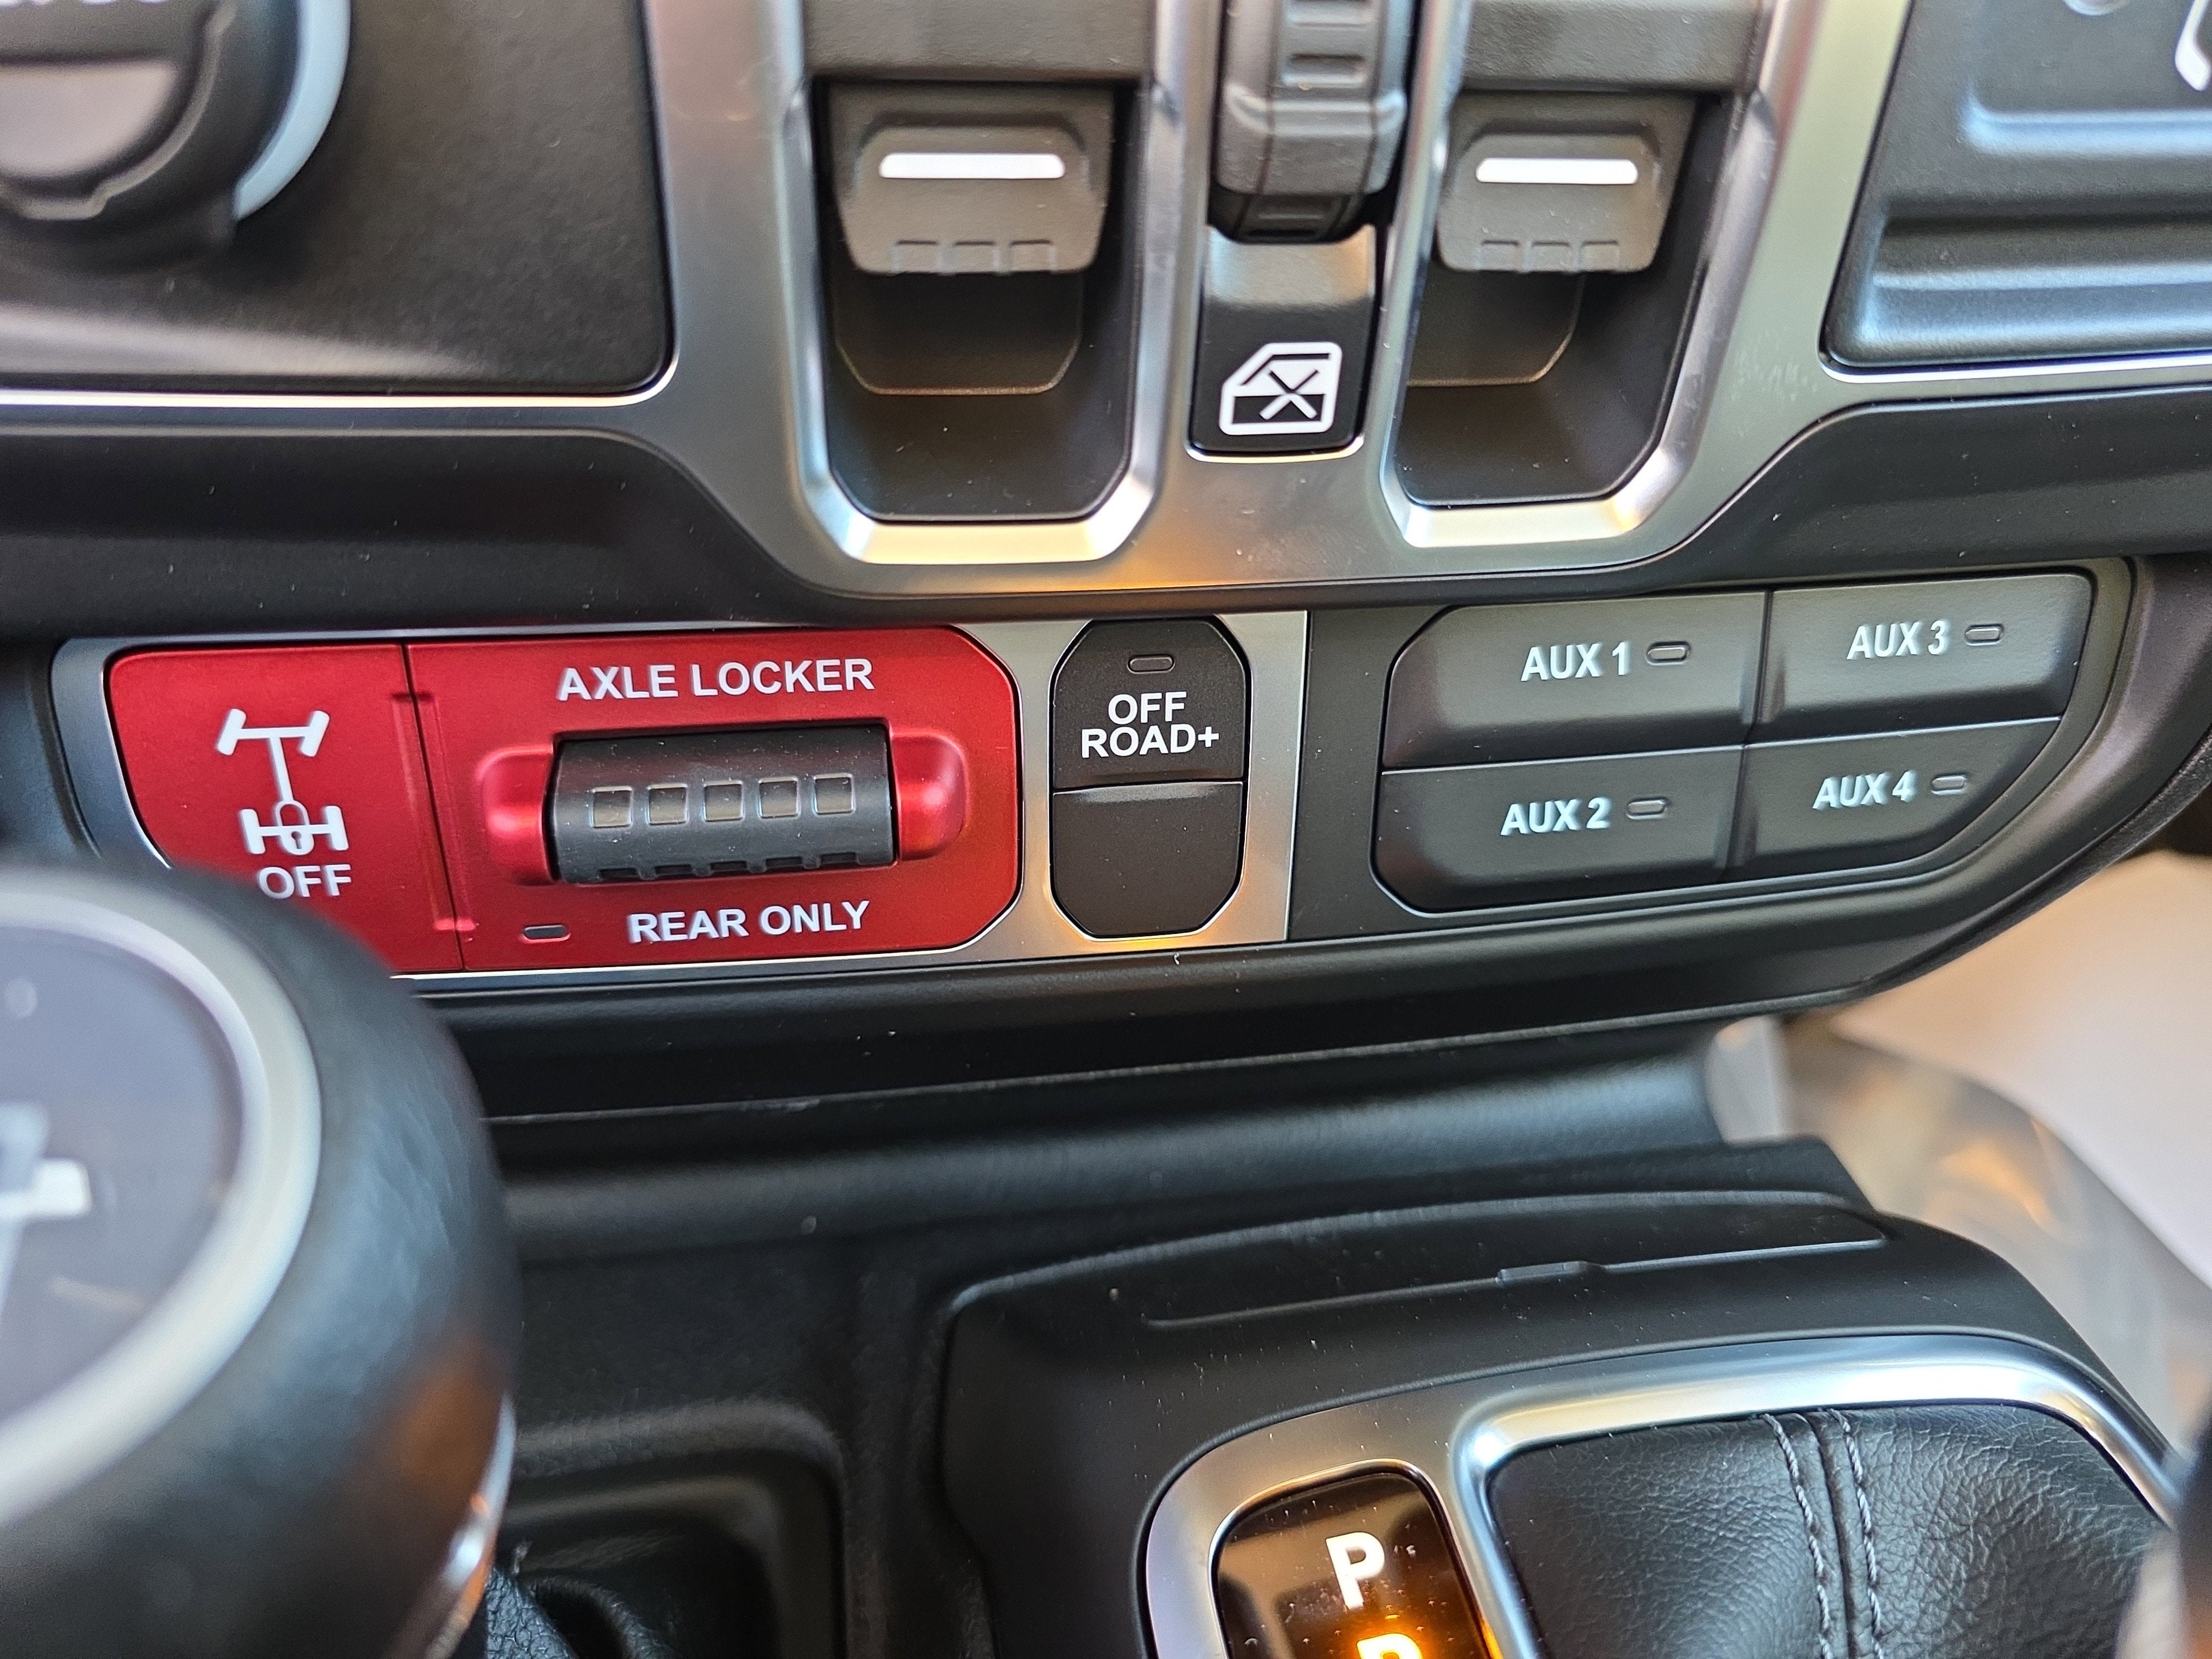 AXLE LOCKER
OFF
REAR ONLY
OFF
ROAD+
AUX 1
AUX 3
AUX 2
AUX 4
P